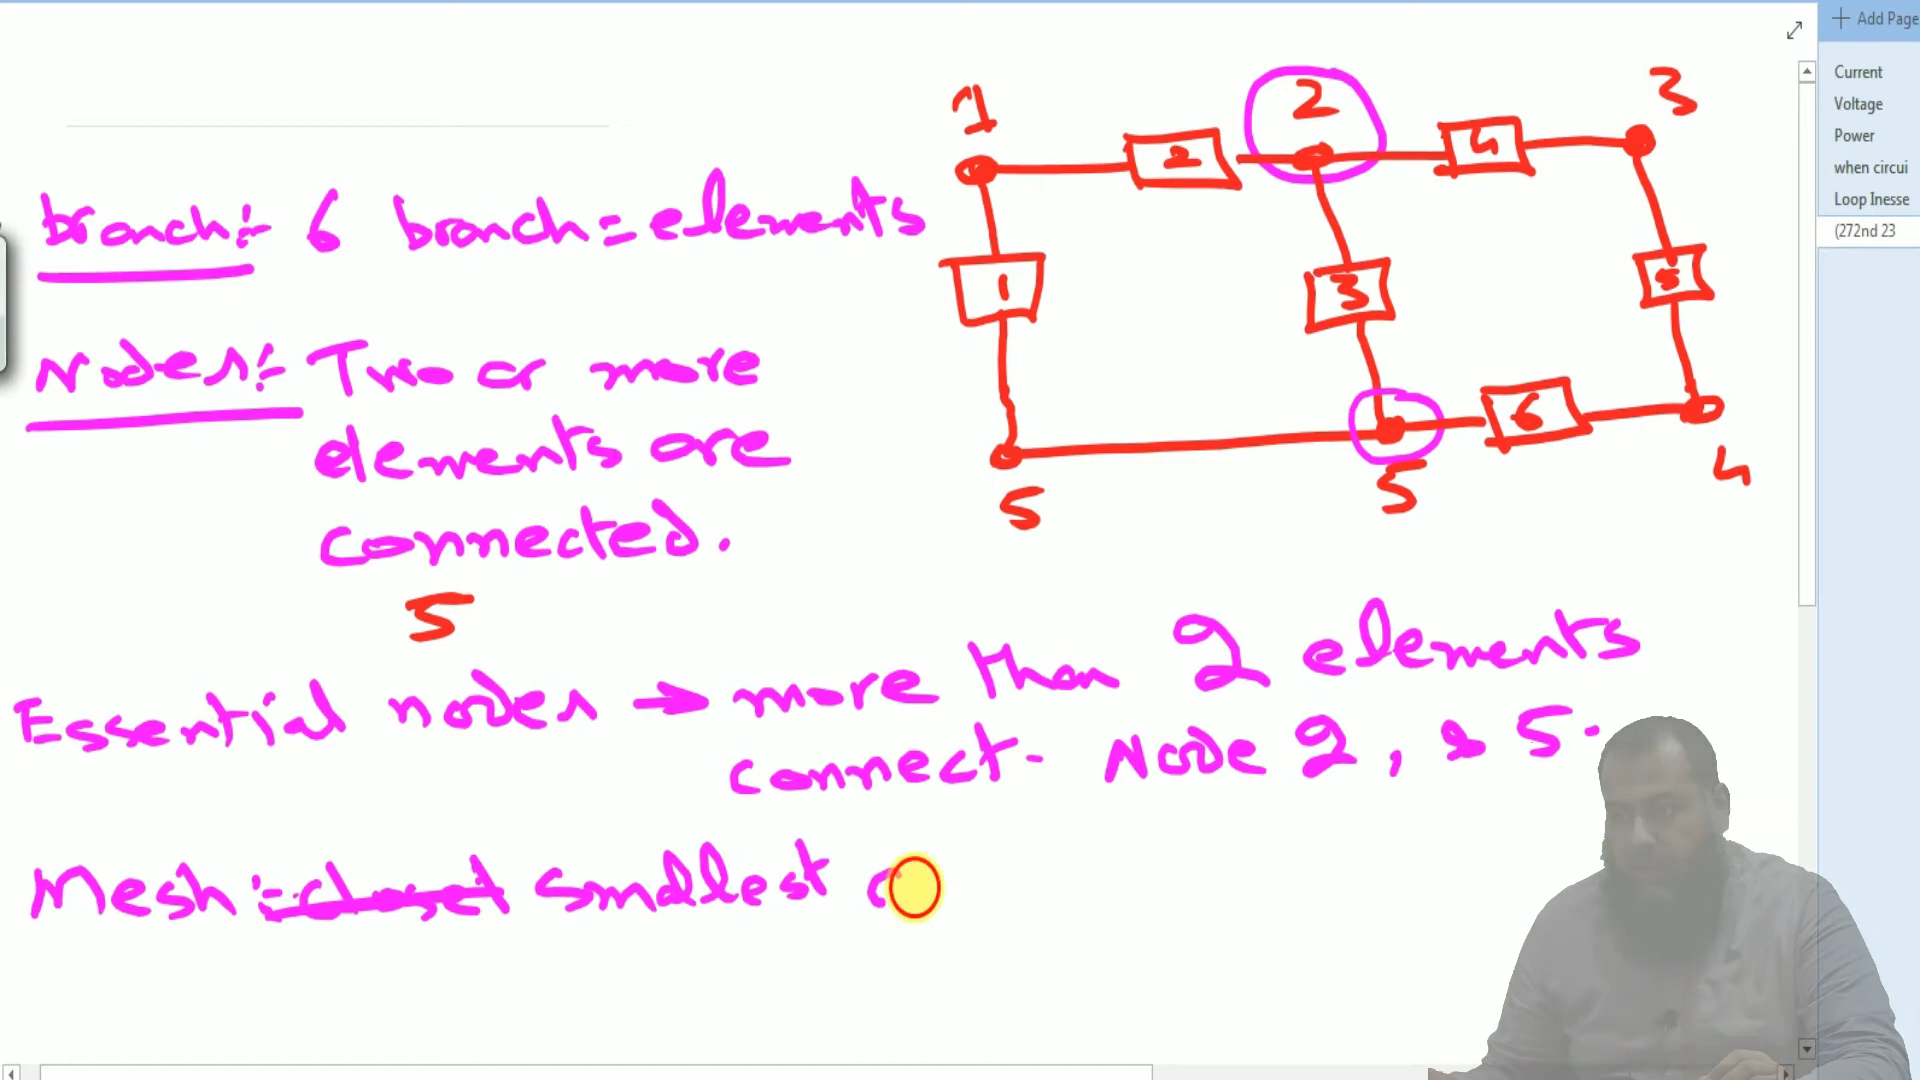 Add Page
Current
Voltage
Power
when circui
Loop Inesse
(272nd 23
1
2
3
2
4
branch:- 6 branch = elements
1
3
5
Nodes:- Two or more
elements are
connected.
6
5
5
4
5
Essential nodes → more than 2 elements
connect. Node 2, & 5.
Mesh:- closet smallest c